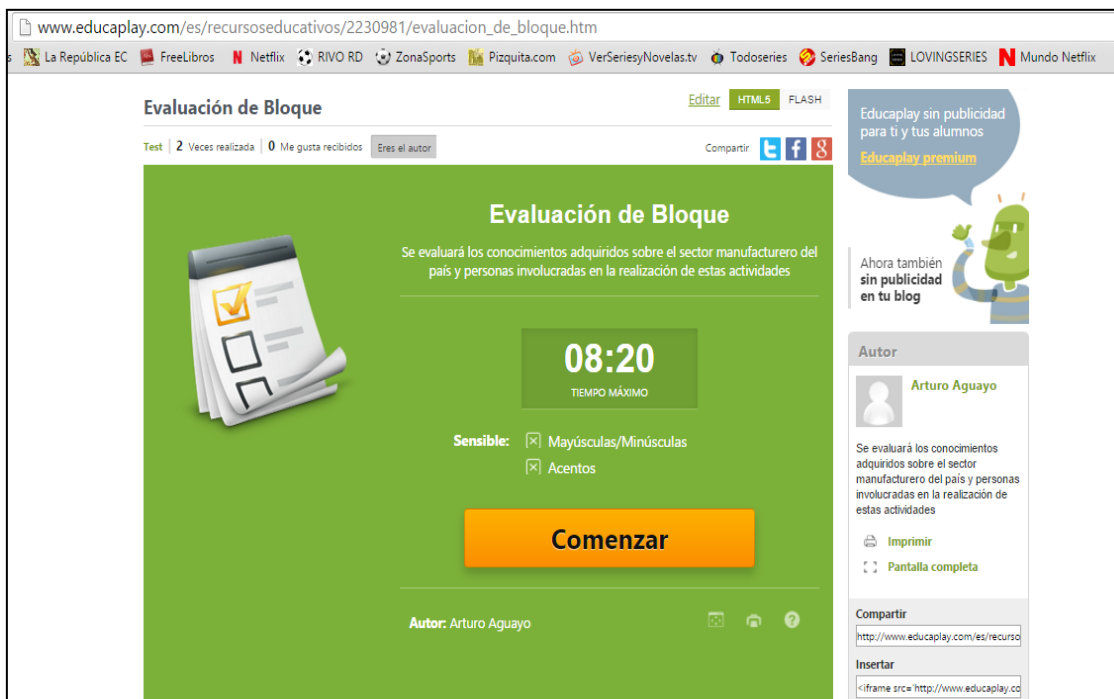 www.educaplay.com/es/recursoseducativos/2230981/evaluacion_de_bloque.htm
s La República EC FreeLibros Netflix RIVO RD ZonaSports Pizquita.com VerSeriesyNovelas.tv Todoseries SeriesBang LOVINGSERIES Mundo Netflix
Evaluación de Bloque
Editar HTML5 FLASH
Test 2 Veces realizada 0 Me gusta recibidos Eres el autor
Compartir
Evaluación de Bloque
Se evaluará los conocimientos adquiridos sobre el sector manufacturero del
país y personas involucradas en la realización de estas actividades
08:20
TIEMPO MÁXIMO
Sensible: Mayúsculas/Minúsculas
Acentos
Comenzar
Autor: Arturo Aguayo
Educaplay sin publicidad
para ti y tus alumnos
Educaplay premium
Ahora también
sin publicidad
en tu blog
Autor
Arturo Aguayo
Se evaluará los conocimientos
adquiridos sobre el sector
manufacturero del país y personas
involucradas en la realización de
estas actividades
Imprimir
Pantalla completa
Compartir
http://www.educaplay.com/es/recurso
Insertar
<iframe src='http://www.educaplay.co